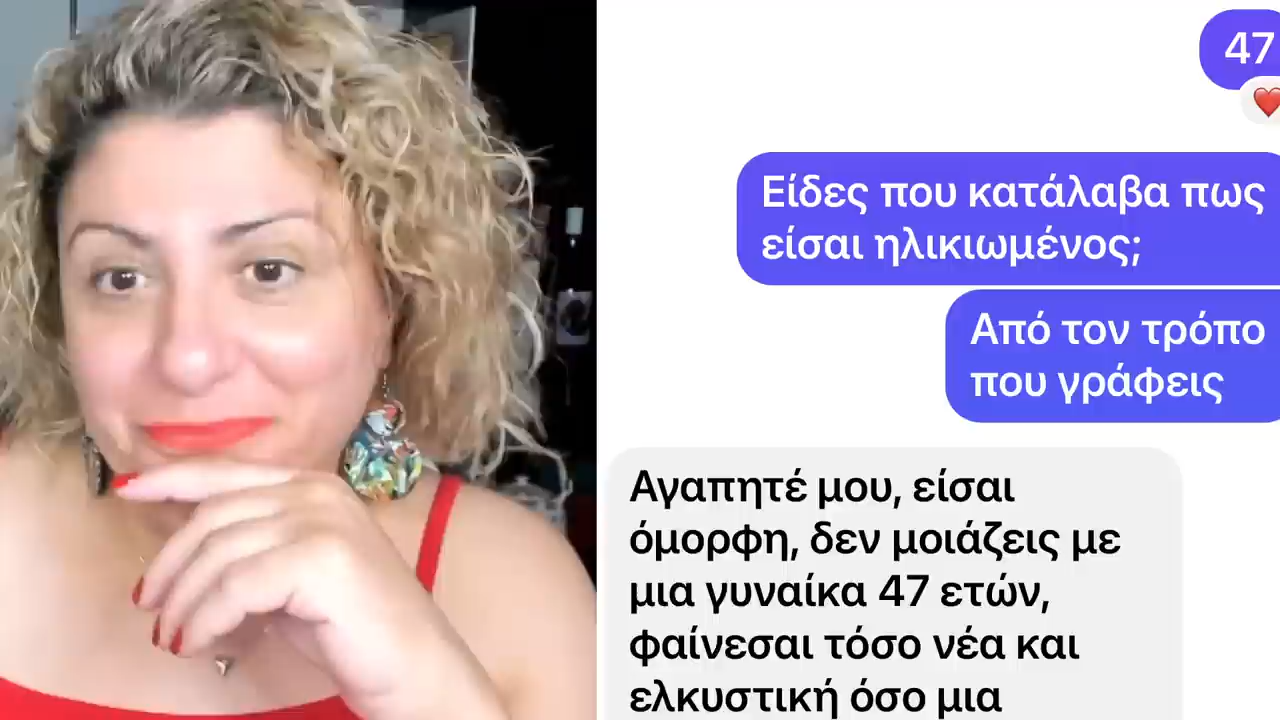 47
Είδες που κατάλαβα πως
είσαι ηλικιωμένος;
Από τον τρόπο
που γράφεις
Αγαπητέ μου, είσαι
όμορφη, δεν μοιάζεις με
μια γυναίκα 47 ετών,
φαίνεσαι τόσο νέα και
ελκυστική όσο μια